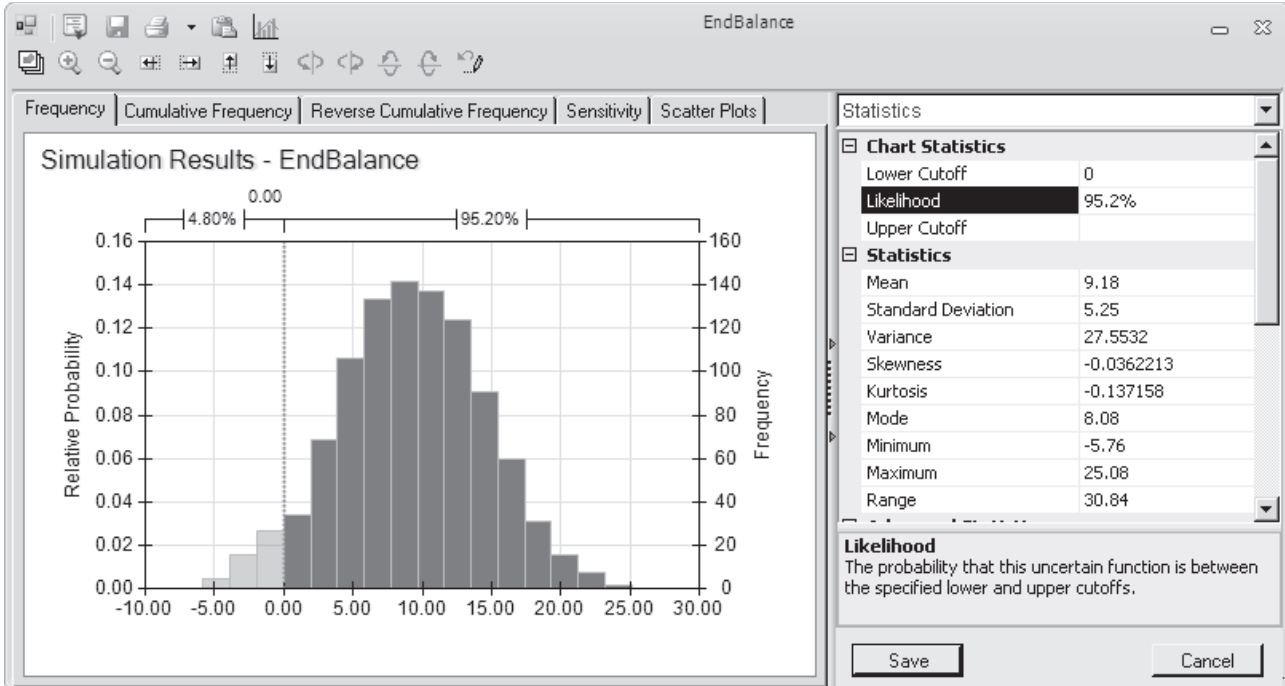 EndBalance
Frequency
Cumulative Frequency
Reverse Cumulative Frequency
Sensitivity
Scatter Plots
Simulation Results - EndBalance
0.00
4.80%
95.20%
0.16
0.14
0.12
0.10
0.08
0.06
0.04
0.02
0.00
Relative Probability
160
140
120
100
80
60
40
20
0
Frequency
-10.00 -5.00 0.00 5.00 10.00 15.00 20.00 25.00 30.00
Statistics
Chart Statistics
Lower Cutoff 0
Likelihood 95.2%
Upper Cutoff
Statistics
Mean 9.18
Standard Deviation 5.25
Variance 27.5532
Skewness -0.0362213
Kurtosis -0.137158
Mode 8.08
Minimum -5.76
Maximum 25.08
Range 30.84
Likelihood
The probability that this uncertain function is between
the specified lower and upper cutoffs.
Save
Cancel